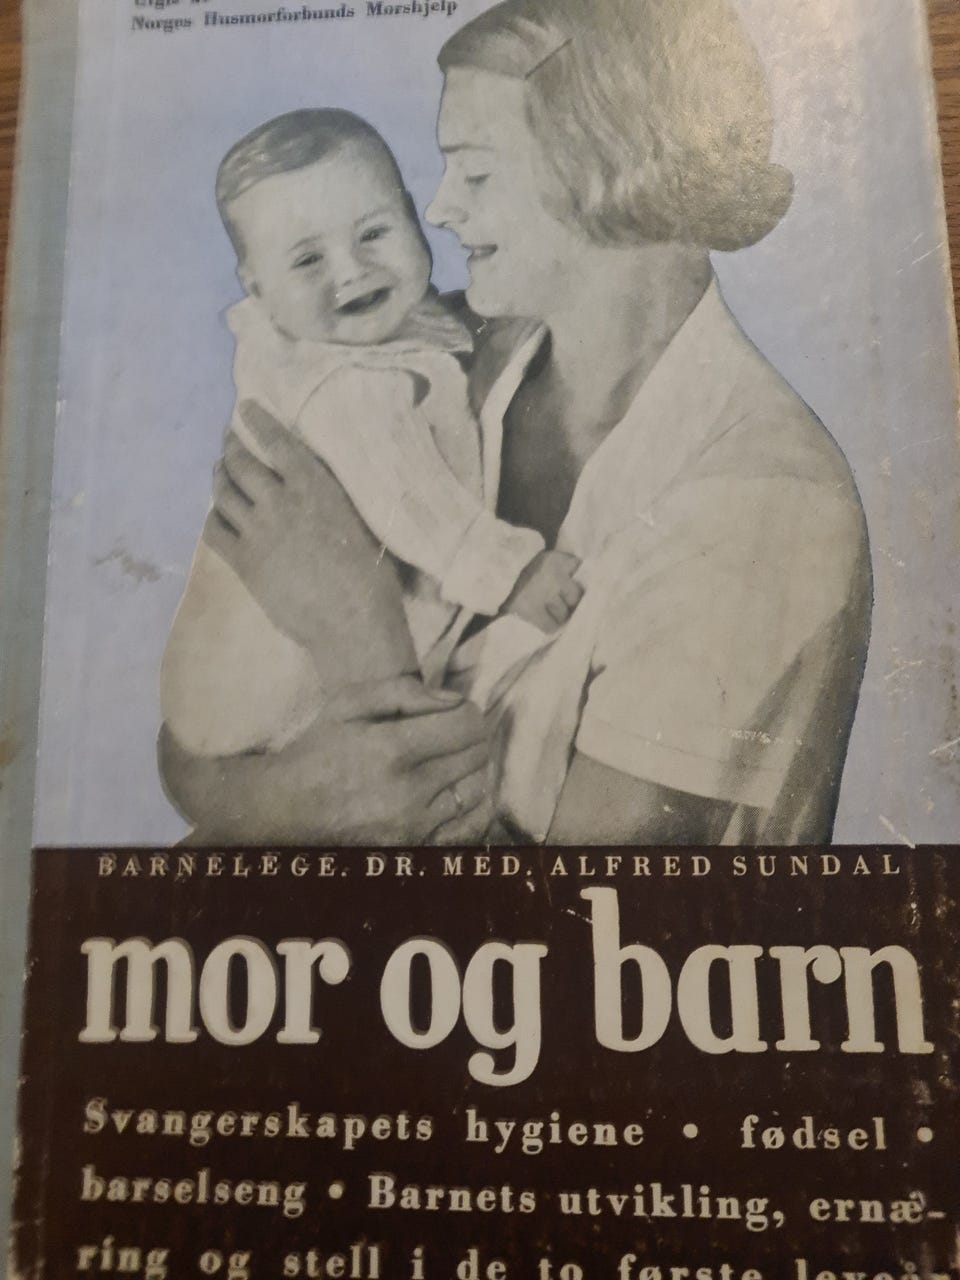 Norges Husmorforbunds Morshjelp
BARNELEGE. DR. MED. ALFRED SUNDAL
mor og barn
Svangerskapets hygiene • fødsel •
barselseng • Barnets utvikling, ernæ-
ring og stell i de to første